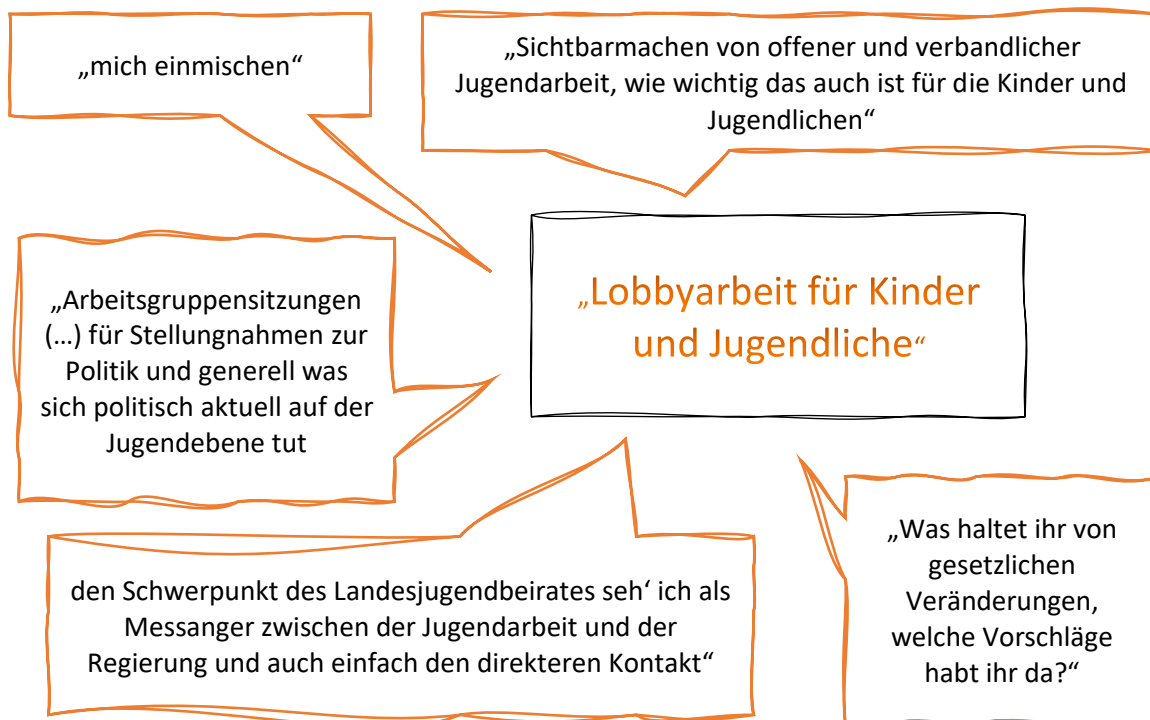 „mich einmischen“
„Sichtbarmachen von offener und verbandlicher
Jugendarbeit, wie wichtig das auch ist für die Kinder und
Jugendlichen“
„Lobbyarbeit für Kinder
und Jugendliche“
„Arbeitsgruppensitzungen
(…) für Stellungnahmen zur
Politik und generell was
sich politisch aktuell auf der
Jugendebene tut
den Schwerpunkt des Landesjugendbeirates seh‘ ich als
Messanger zwischen der Jugendarbeit und der
Regierung und auch einfach den direkteren Kontakt“
„Was haltet ihr von
gesetzlichen
Veränderungen,
welche Vorschläge
habt ihr da?“